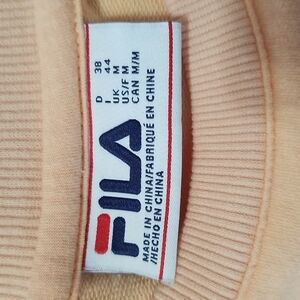 D 38
I 44
UK M
US/F M
CAN M/M
FILA
MADE IN CHINA/FABRIQUÉ EN CHINE
/HECHO EN CHINA